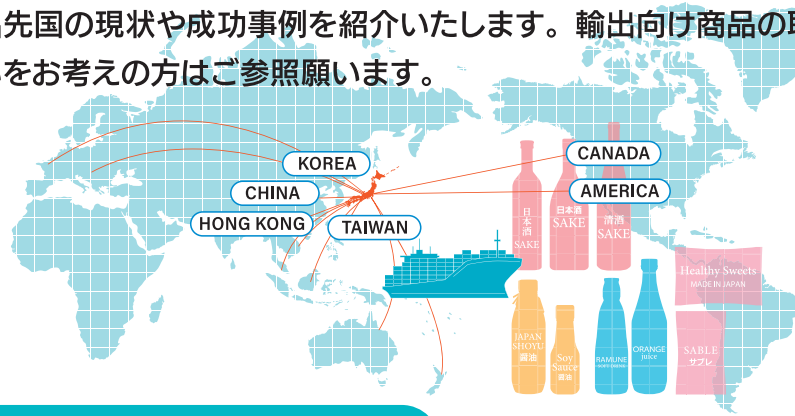 先国の現状や成功事例を紹介いたします。輸出向け商品の
をお考えの方はご参照願います。
KOREA
CHINA
HONG KONG
TAIWAN
CANADA
AMERICA
日本酒
SAKE
日本酒
SAKE
清酒
SAKE
Healthy Sweets
MADE IN JAPAN
JAPAN
SHOYU
醤油
Soy
Sauce
醤油
RAMUNE
SOFT DRINK
ORANGE
juice
SABLE
サブレ